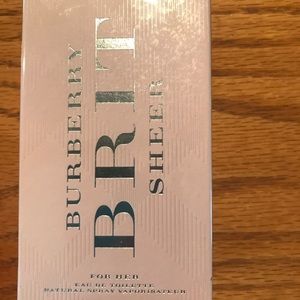 BURBERRY
BRIT
SHEER
FOR HER
EAU DE TOILETTE
NATURAL SPRAY VAPORISATEUR